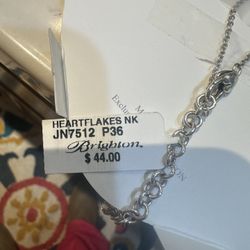 HEARTFLAKES NK
JN7512 P36
Brighton
$ 44.00